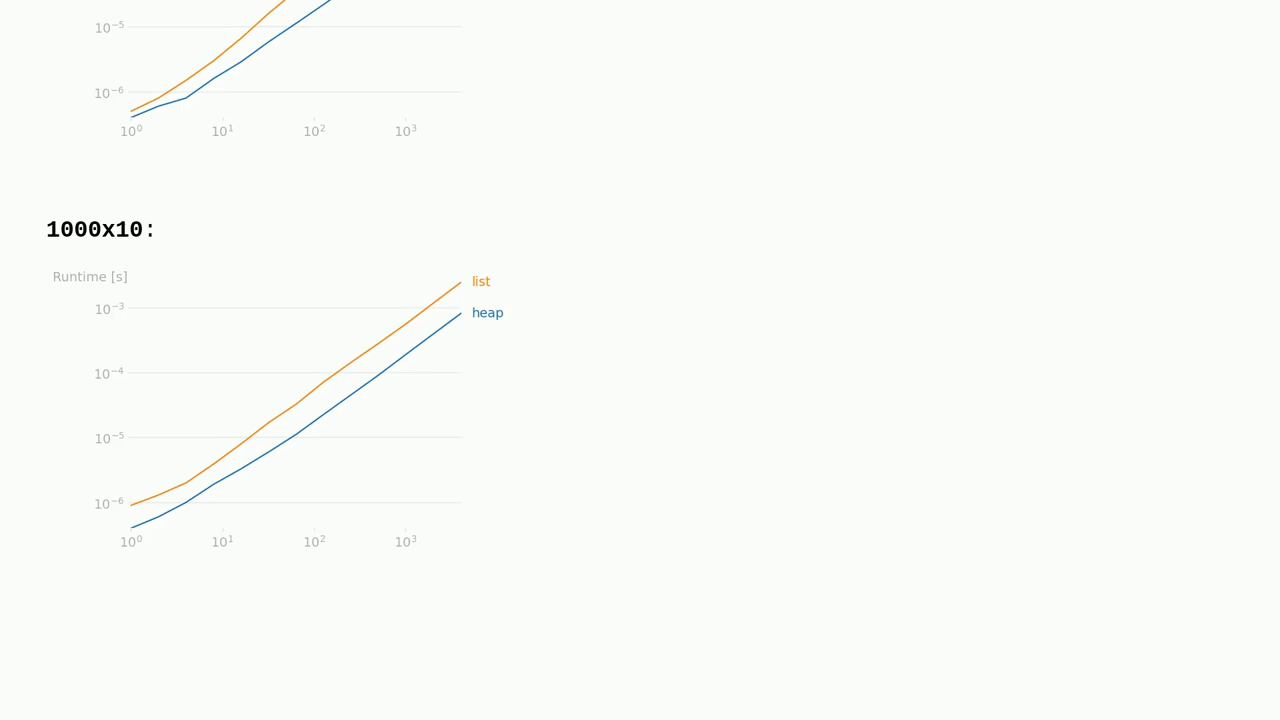 10⁻⁵
10⁻⁶
10⁰ 10¹ 10² 10³
1000x10:
Runtime [s]
list
10⁻³
heap
10⁻⁴
10⁻⁵
10⁻⁶
10⁰ 10¹ 10² 10³